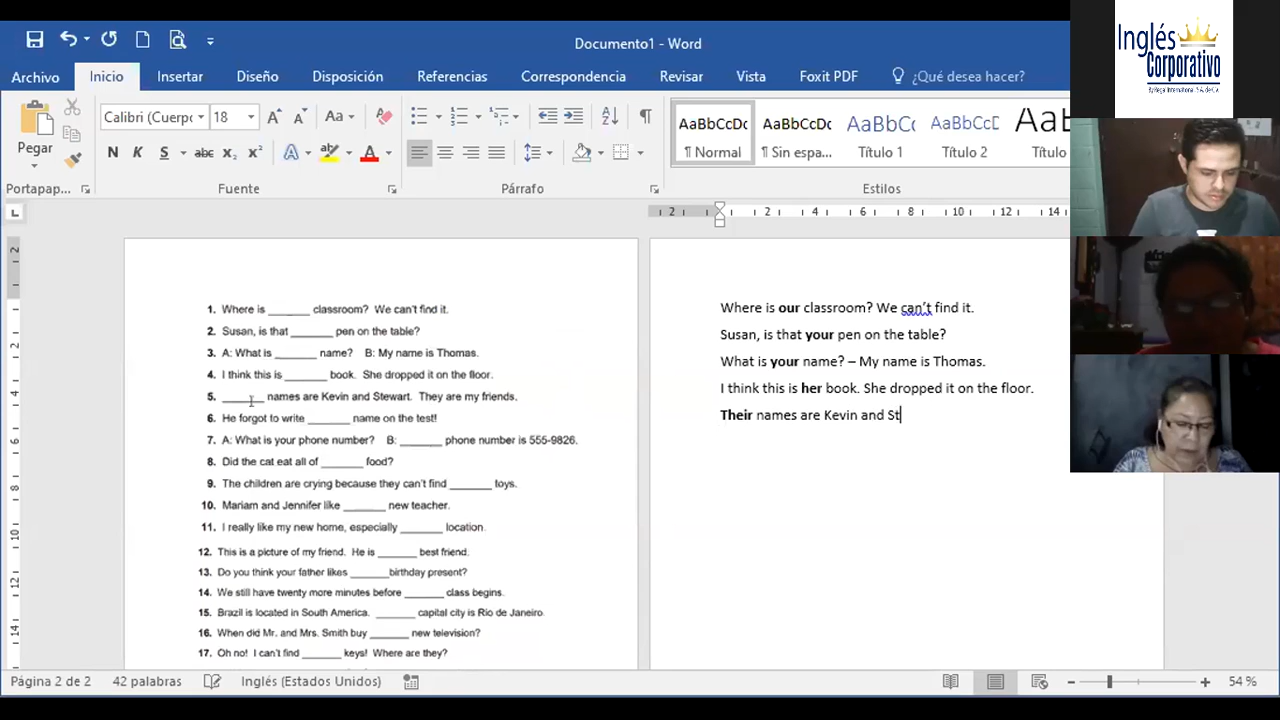 Documento1 - Word
Archivo Inicio Insertar Diseño Disposición Referencias Correspondencia Revisar Vista Foxit PDF ¿Qué desea hacer?
Calibri (Cuerpo 18
Pegar
N K S abc x₂ x²
AaBbCcDc AaBbCcDc AaBbCc AaBbCcD Aa
¶ Normal ¶ Sin espa... Título 1 Título 2 Título
Portapap... Fuente Párrafo Estilos
1. Where is _______ classroom? We can't find it.
2. Susan, is that _______ pen on the table?
3. A: What is _______ name? B: My name is Thomas.
4. I think this is _______ book. She dropped it on the floor.
5. _______ names are Kevin and Stewart. They are my friends.
6. He forgot to write _______ name on the test!
7. A: What is your phone number? B: _______ phone number is 555-9826.
8. Did the cat eat all of _______ food?
9. The children are crying because they can't find _______ toys.
10. Mariam and Jennifer like _______ new teacher.
11. I really like my new home, especially _______ location.
12. This is a picture of my friend. He is _______ best friend.
13. Do you think your father likes _______birthday present?
14. We still have twenty more minutes before _______ class begins.
15. Brazil is located in South America. _______ capital city is Rio de Janeiro.
16. When did Mr. and Mrs. Smith buy _______ new television?
17. Oh no! I can't find _______ keys! Where are they?
Where is our classroom? We can't find it.
Susan, is that your pen on the table?
What is your name? – My name is Thomas.
I think this is her book. She dropped it on the floor.
Their names are Kevin and St
Página 2 de 2 42 palabras Inglés (Estados Unidos) 54 %
Inglés
Corporativo